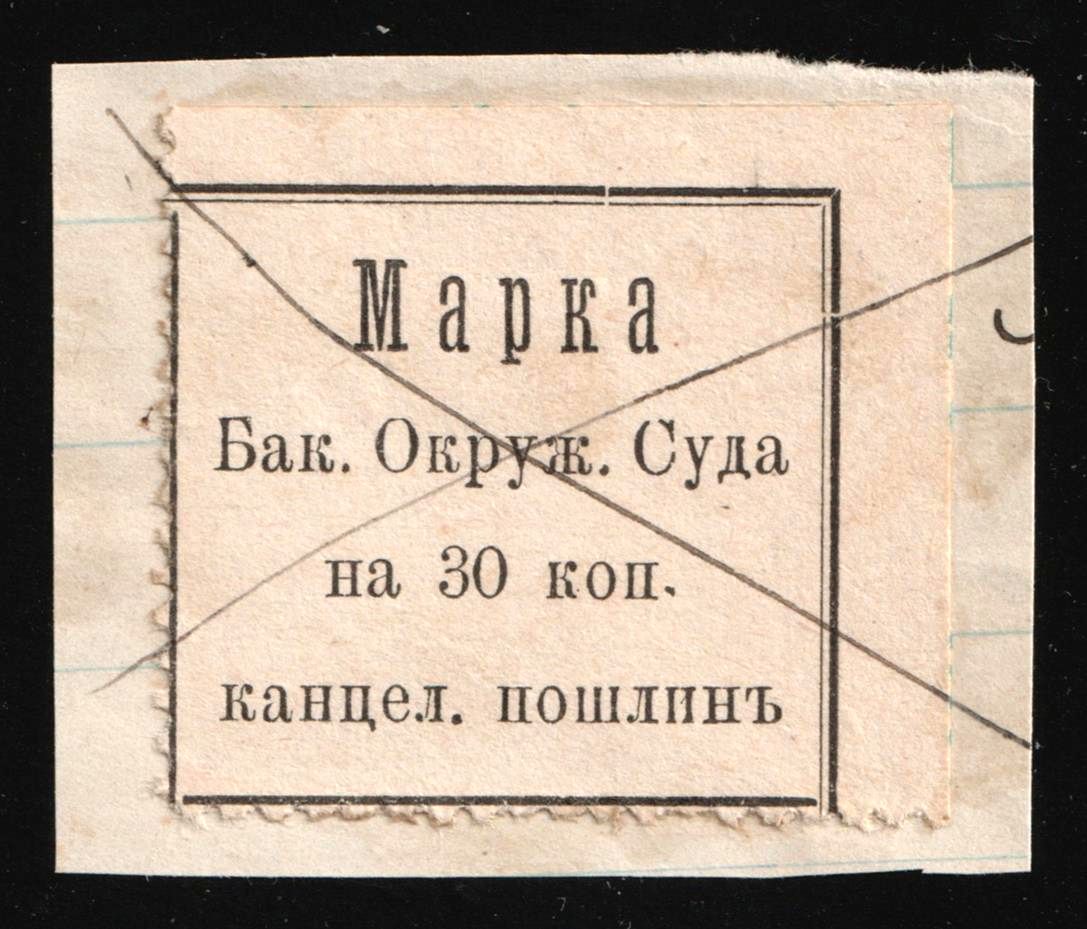 Марка
Бак. Окруж. Суда
на 30 коп.
канцел. пошлинъ